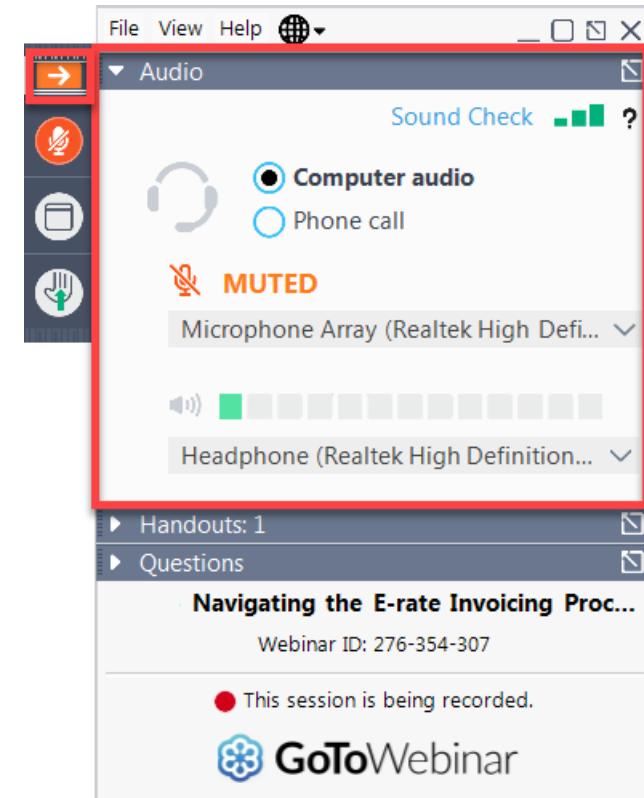 File View Help
Audio
Sound Check ?
Computer audio
Phone call
MUTED
Microphone Array (Realtek High Defi...
Headphone (Realtek High Definition...
Handouts: 1
Questions
Navigating the E-rate Invoicing Proc...
Webinar ID: 276-354-307
This session is being recorded.
GoToWebinar